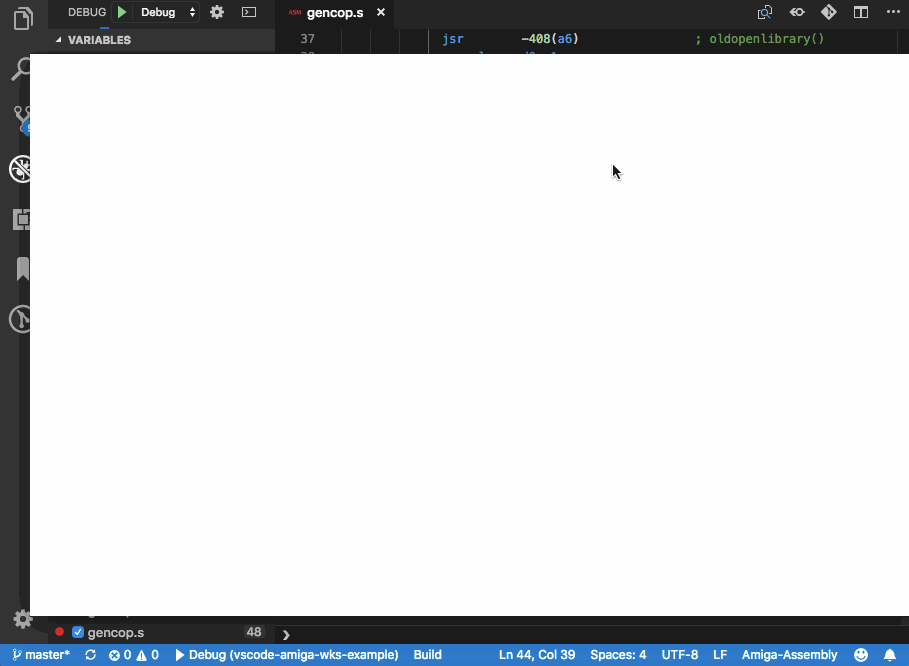 DEBUG Debug ASM gencop.s
VARIABLES
37 jsr -408(a6) ; oldopenlibrary()
gencop.s 48
master* 0 0 Debug (vscode-amiga-wks-example) Build Ln 44, Col 39 Spaces: 4 UTF-8 LF Amiga-Assembly